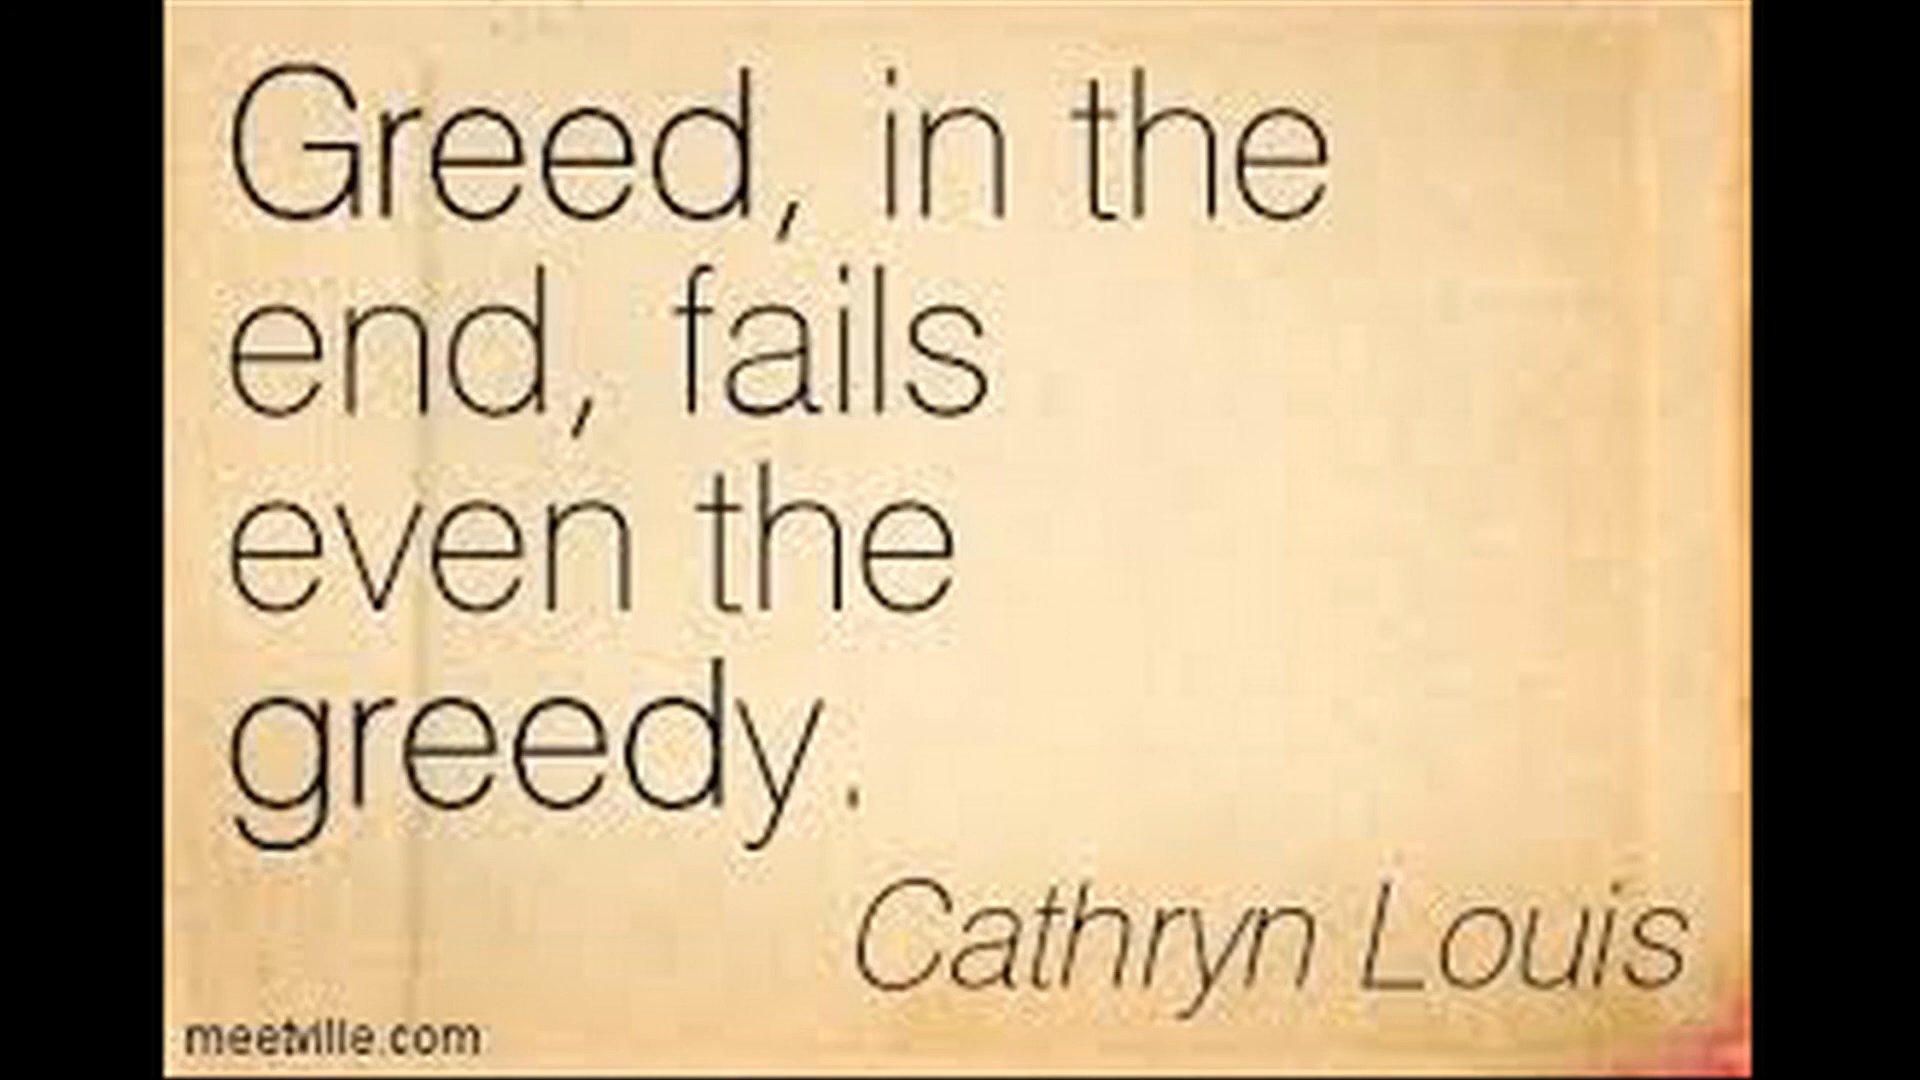 Greed, in the
end, fails
even the
greedy.
Cathryn Louis
meetville.com